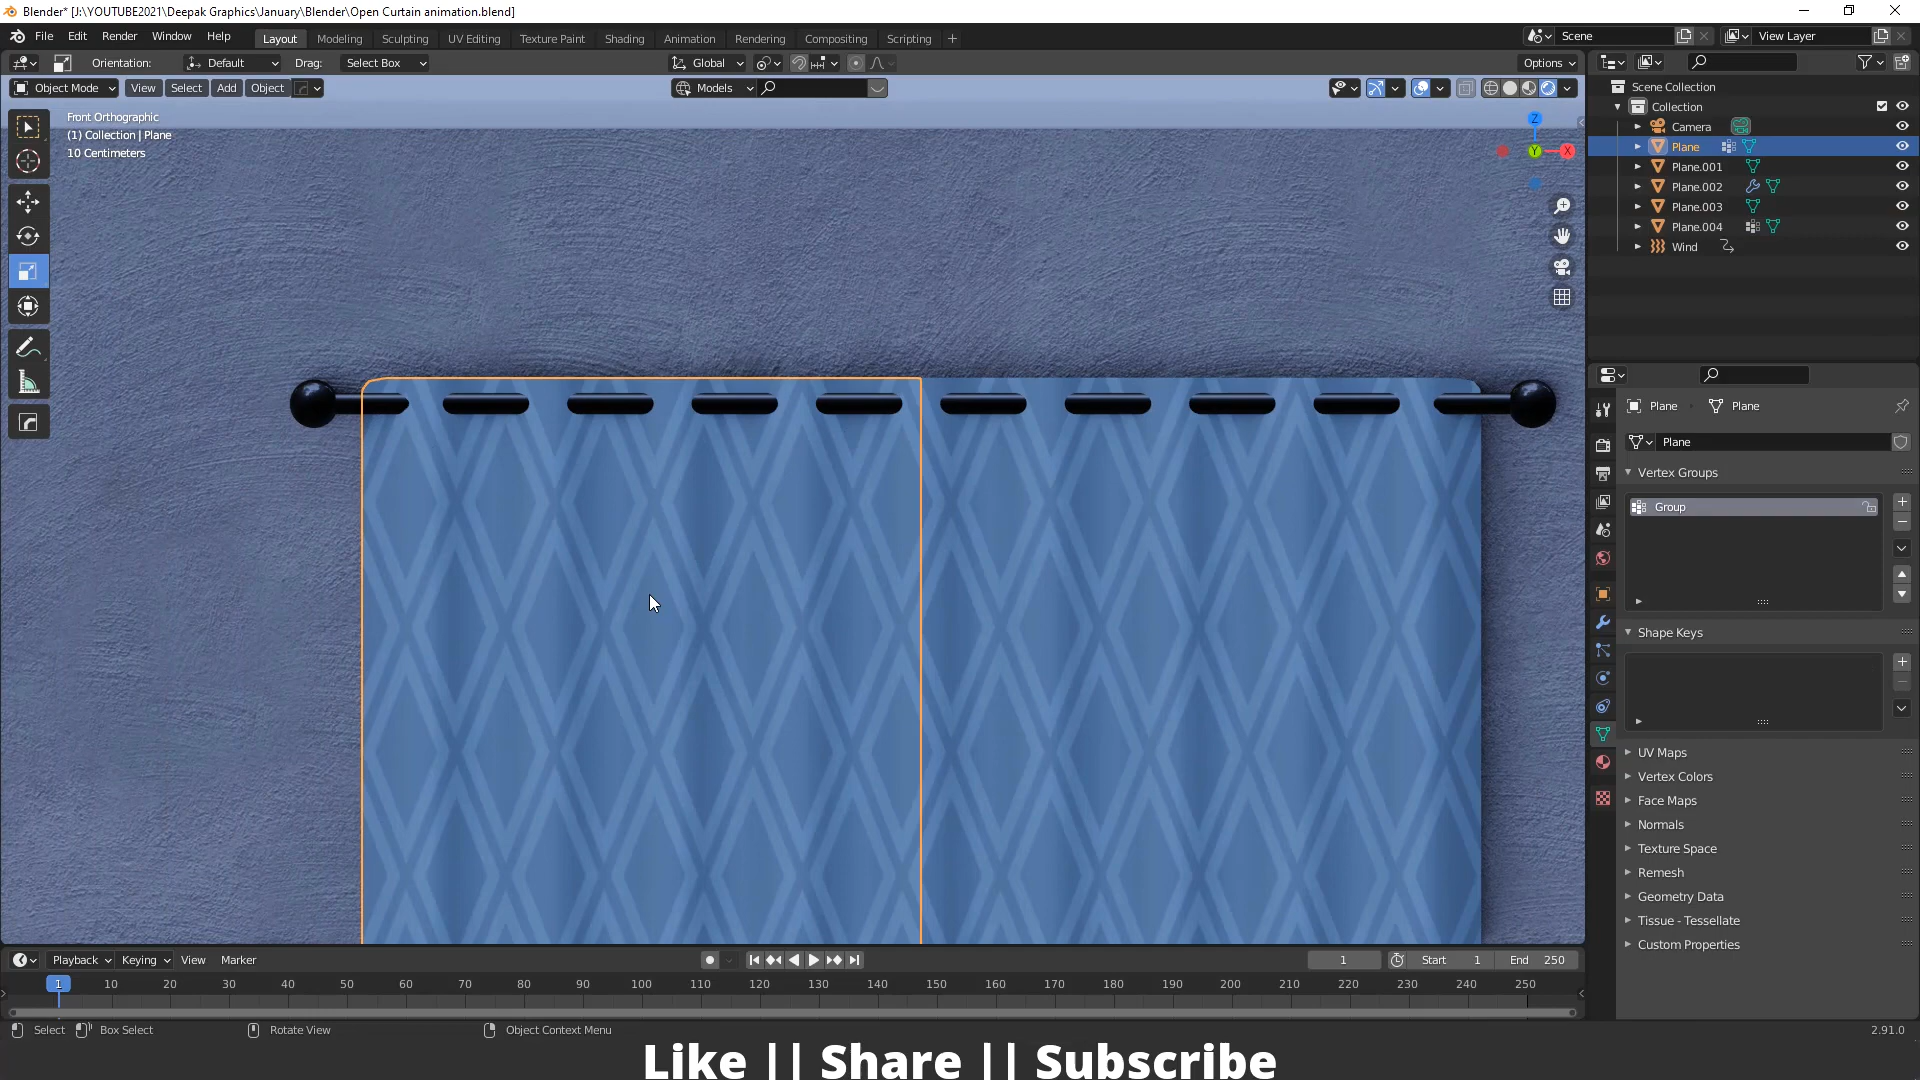 Blender* [J:\YOUTUBE2021\Deepak Graphics\January\Blender\Open Curtain animation.blend]
File Edit Render Window Help Layout Modeling Sculpting UV Editing Texture Paint Shading Animation Rendering Compositing Scripting + Scene View Layer
Orientation: Default Drag: Select Box Global Options
Object Mode View Select Add Object Models
Front Orthographic
(1) Collection | Plane
10 Centimeters
Z
Y
X
Scene Collection
Collection
Camera
Plane
Plane.001
Plane.002
Plane.003
Plane.004
Wind
Plane Plane
Plane
Vertex Groups
Group
Shape Keys
UV Maps
Vertex Colors
Face Maps
Normals
Texture Space
Remesh
Geometry Data
Tissue - Tessellate
Custom Properties
Playback Keying View Marker 1 Start 1 End 250
1 10 20 30 40 50 60 70 80 90 100 110 120 130 140 150 160 170 180 190 200 210 220 230 240 250
Select Box Select Rotate View Object Context Menu 2.91.0
Like || Share || Subscribe